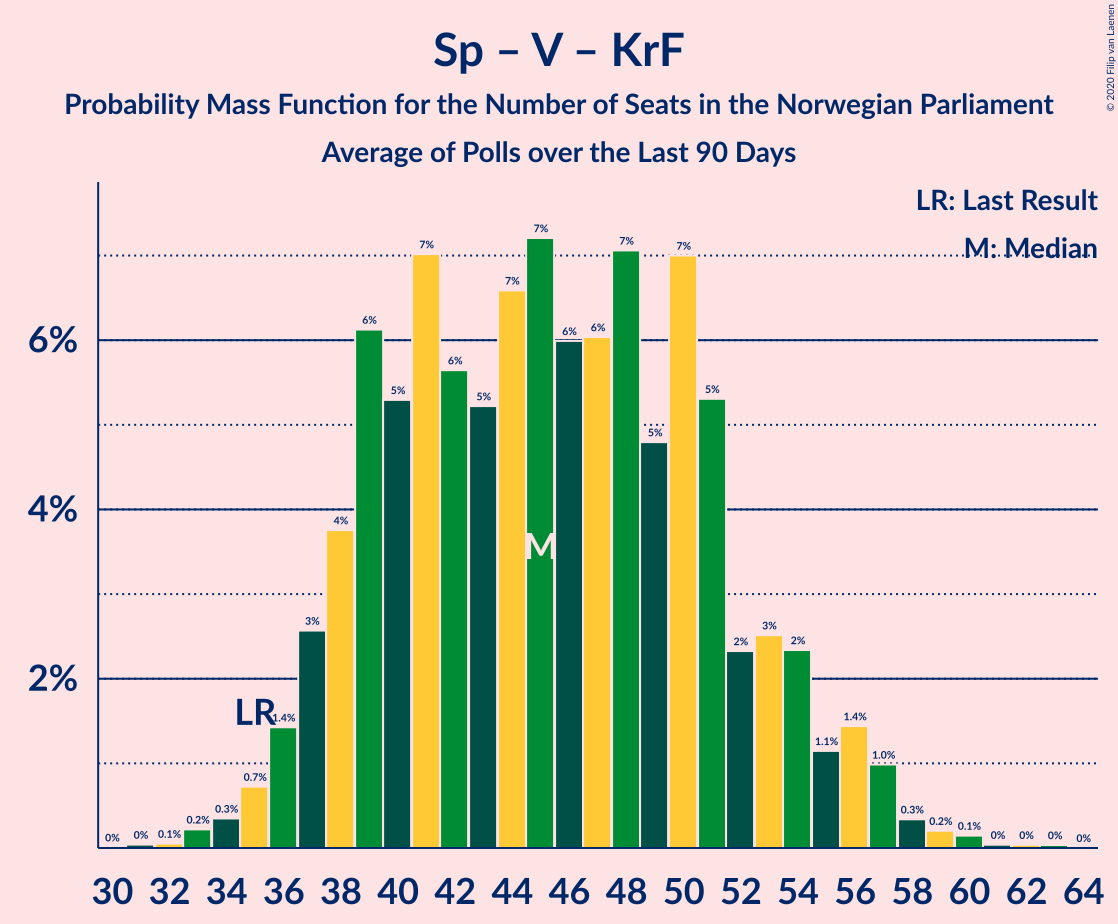 © 2020 Filip van Laenen
Sp – V – KrF
Probability Mass Function for the Number of Seats in the Norwegian Parliament
Average of Polls over the Last 90 Days
LR: Last Result
M: Median
6%
4%
2%
0% 0% 0.1% 0.2% 0.3% 0.7% 1.4% 3% 4% 6% 5% 7% 6% 5% 7% 7% 6% 6% 7% 5% 7% 5% 2% 3% 2% 1.1% 1.4% 1.0% 0.3% 0.2% 0.1% 0% 0% 0% 0%
LR
M
30 32 34 36 38 40 42 44 46 48 50 52 54 56 58 60 62 64